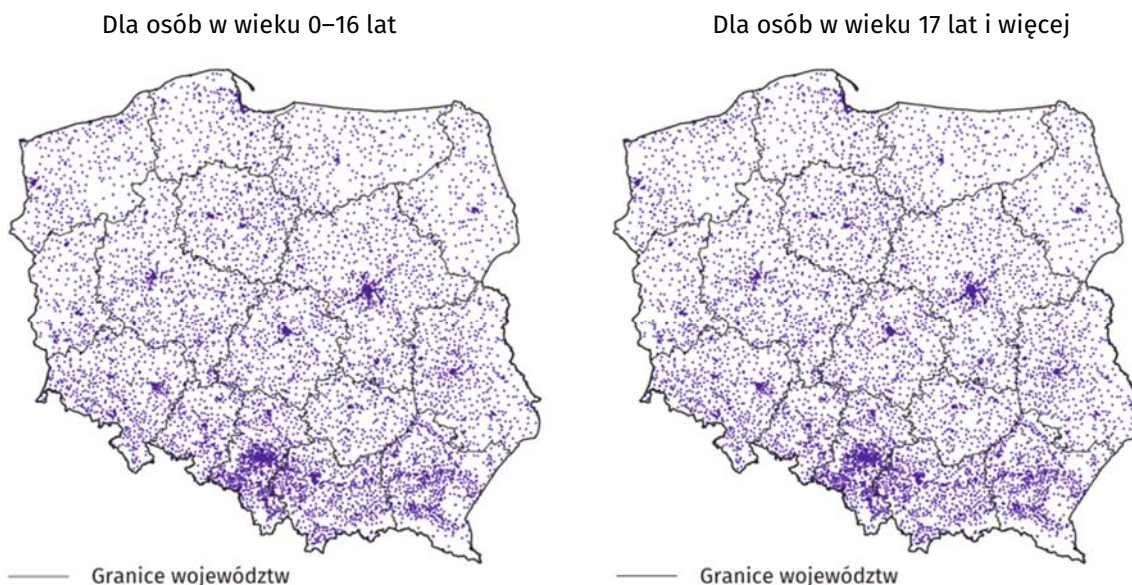 Dla osób w wieku 0–16 lat
Dla osób w wieku 17 lat i więcej
Granice województw
Granice województw